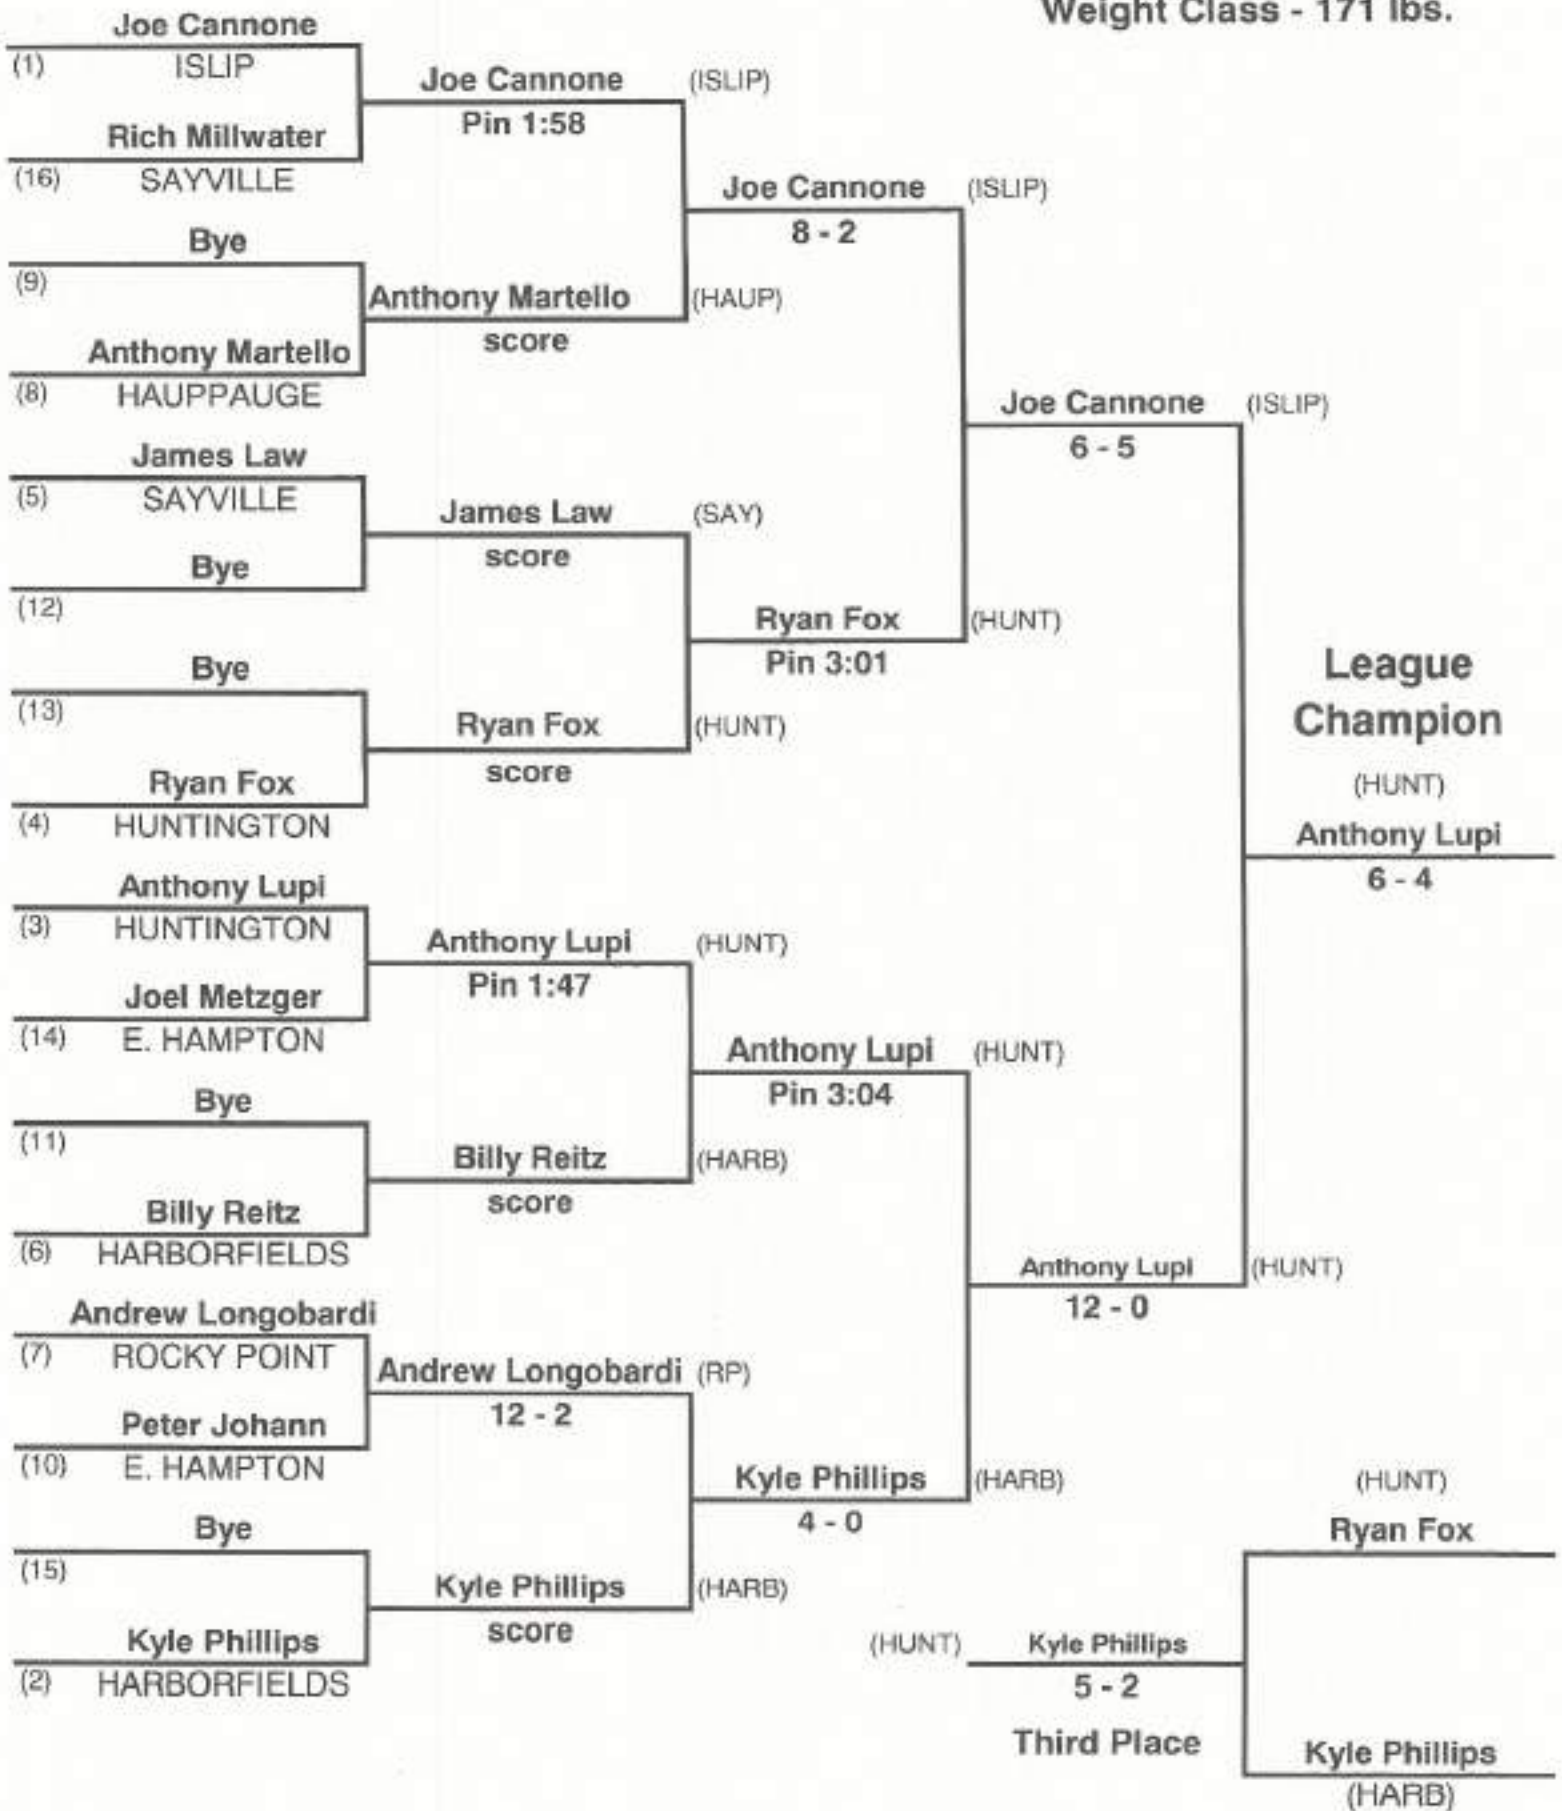 Weight Class - 171 lbs.
Joe Cannone
(1) ISLIP
Rich Millwater
(16) SAYVILLE
Bye
(9)
Anthony Martello
(8) HAUPPAUGE
James Law
(5) SAYVILLE
Bye
(12)
Bye
(13)
Ryan Fox
(4) HUNTINGTON
Anthony Lupi
(3) HUNTINGTON
Joel Metzger
(14) E. HAMPTON
Bye
(11)
Billy Reitz
(6) HARBORFIELDS
Andrew Longobardi
(7) ROCKY POINT
Peter Johann
(10) E. HAMPTON
Bye
(15)
Kyle Phillips
(2) HARBORFIELDS
Joe Cannone (ISLIP)
Pin 1:58
Anthony Martello (HAUP)
score
James Law (SAY)
score
Ryan Fox (HUNT)
score
Anthony Lupi (HUNT)
Pin 1:47
Billy Reitz (HARB)
score
Andrew Longobardi (RP)
12 - 2
Kyle Phillips (HARB)
score
Joe Cannone (ISLIP)
8 - 2
Ryan Fox (HUNT)
Pin 3:01
Anthony Lupi (HUNT)
Pin 3:04
Kyle Phillips (HARB)
4 - 0
Joe Cannone (ISLIP)
6 - 5
Anthony Lupi (HUNT)
12 - 0
League
Champion
(HUNT)
Anthony Lupi
6 - 4
(HUNT)
Ryan Fox
(HUNT) Kyle Phillips
5 - 2
Third Place
Kyle Phillips
(HARB)